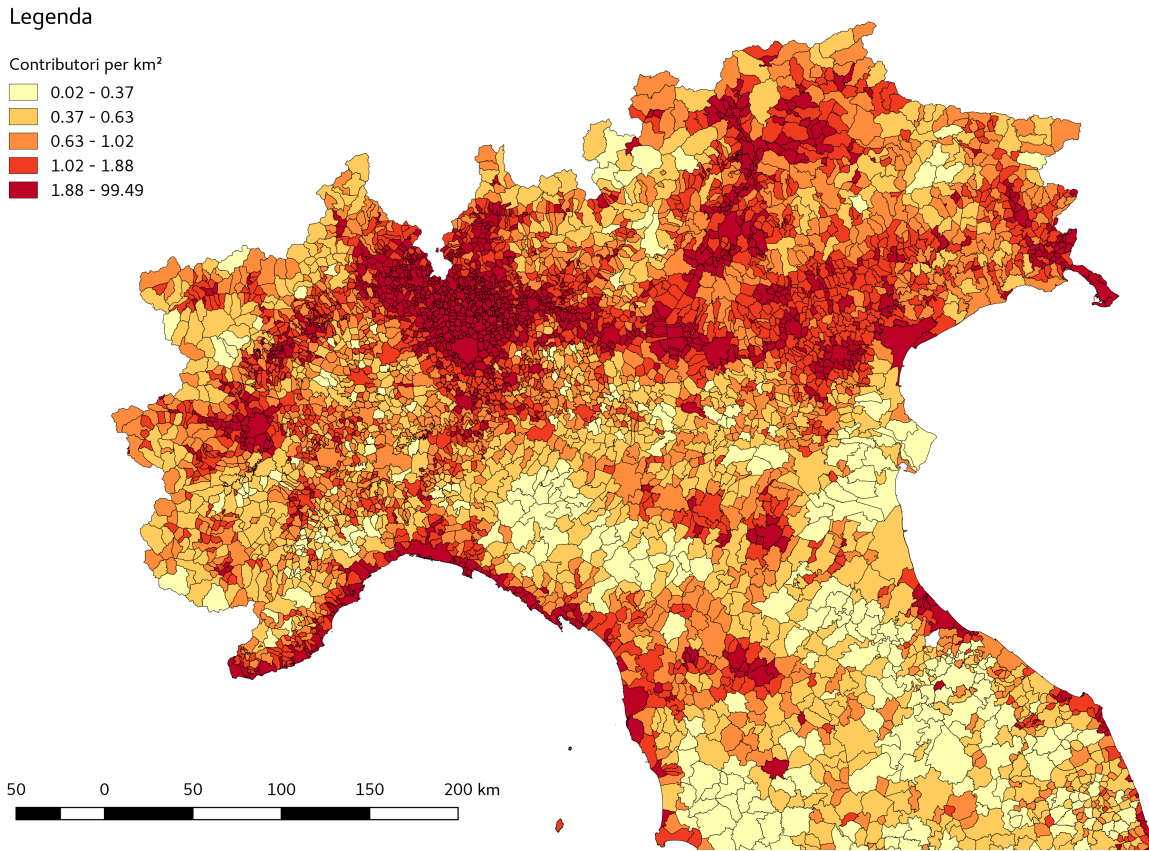 Legenda
Contributori per km²
0.02 - 0.37
0.37 - 0.63
0.63 - 1.02
1.02 - 1.88
1.88 - 99.49
50 0 50 100 150 200 km